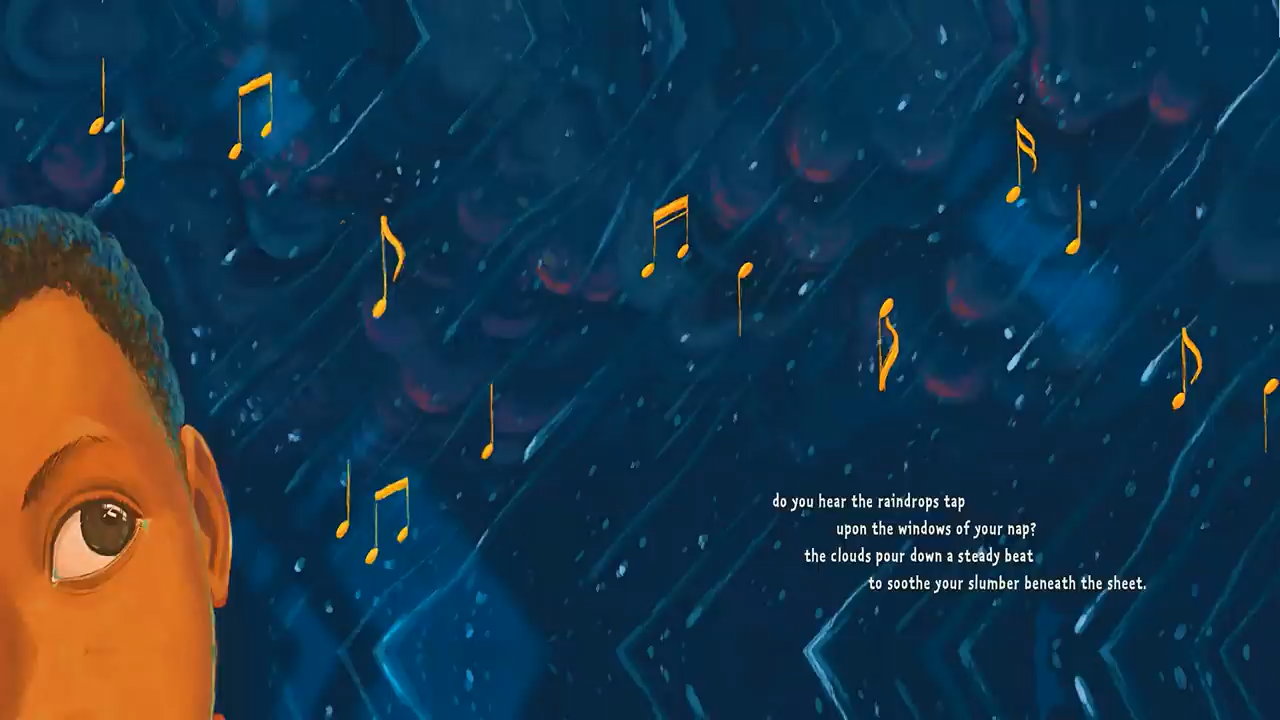 do you hear the raindrops tap
upon the windows of your nap?
the clouds pour down a steady beat
to soothe your slumber beneath the sheet.